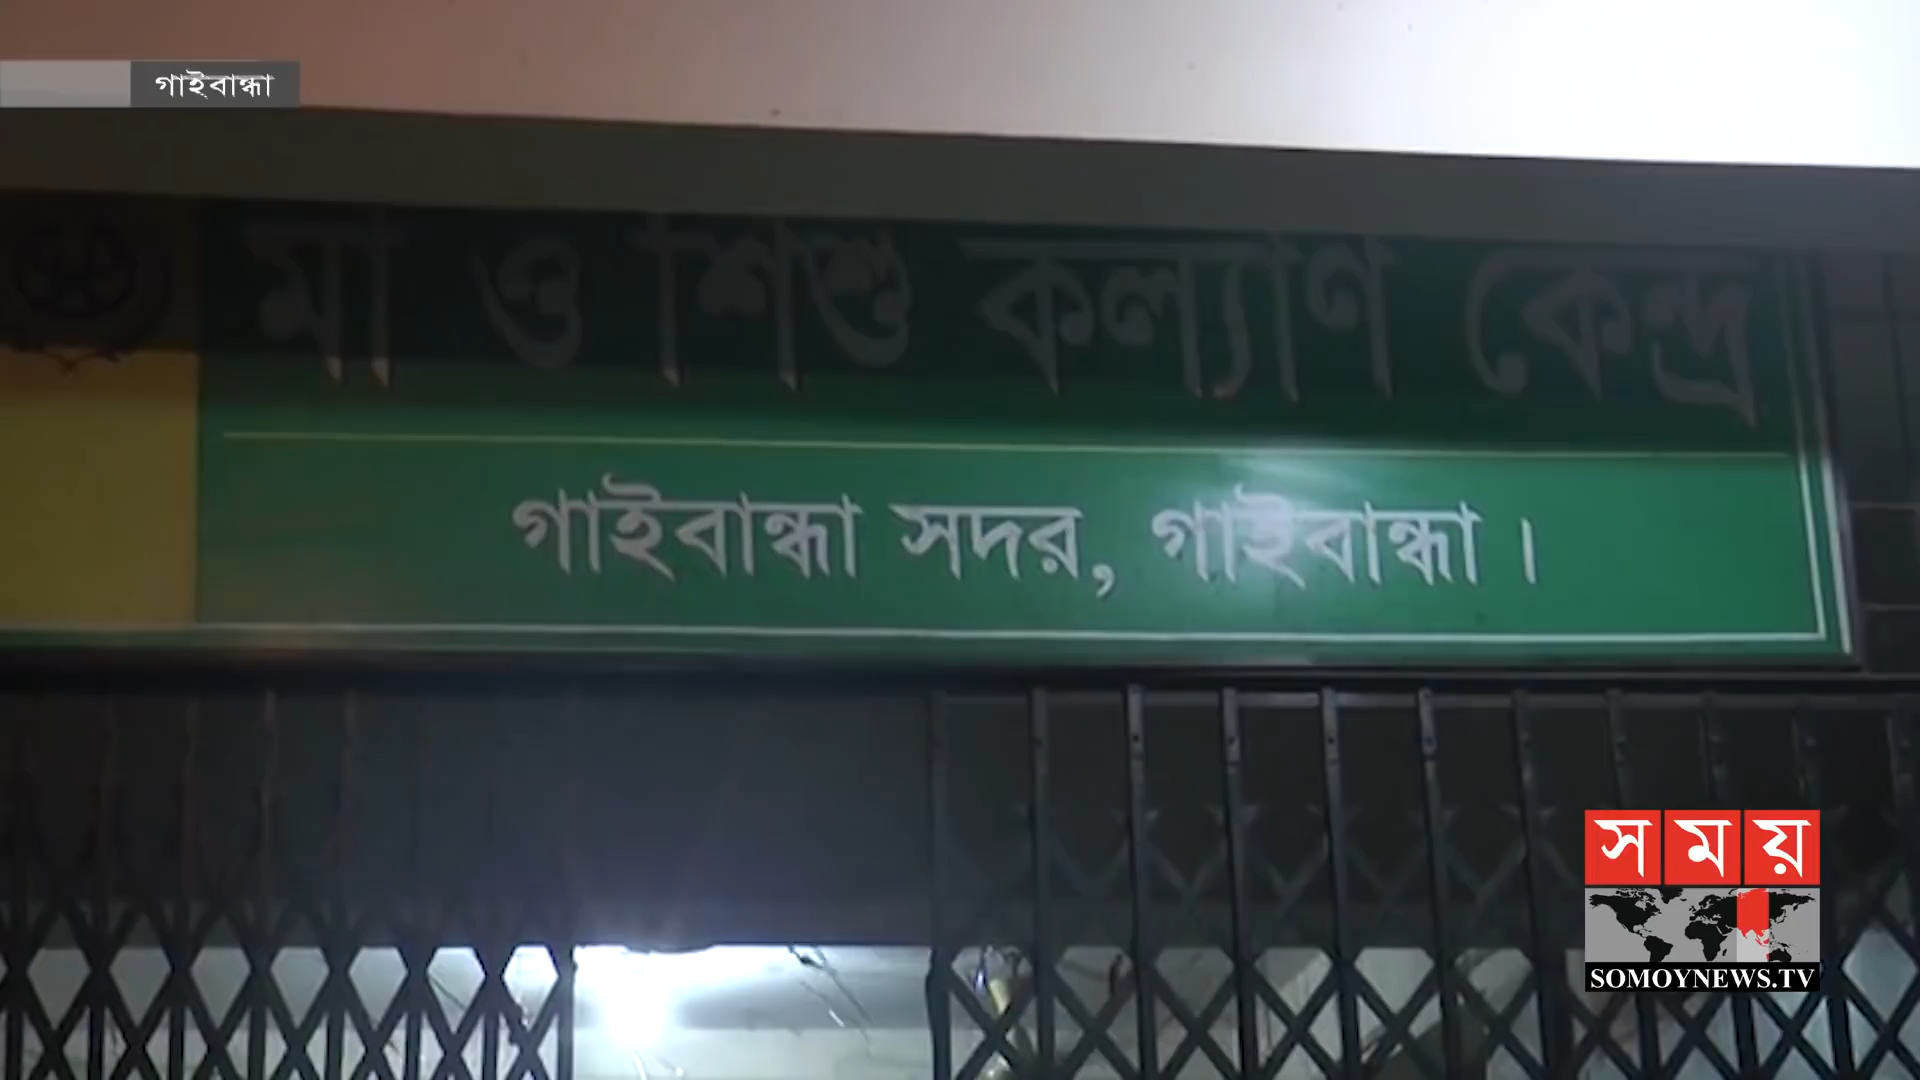 গাইবান্ধা
মা ও শিশু কল্যাণ কেন্দ্র
গাইবান্ধা সদর, গাইবান্ধা।
সময়
SOMOYNEWS.TV